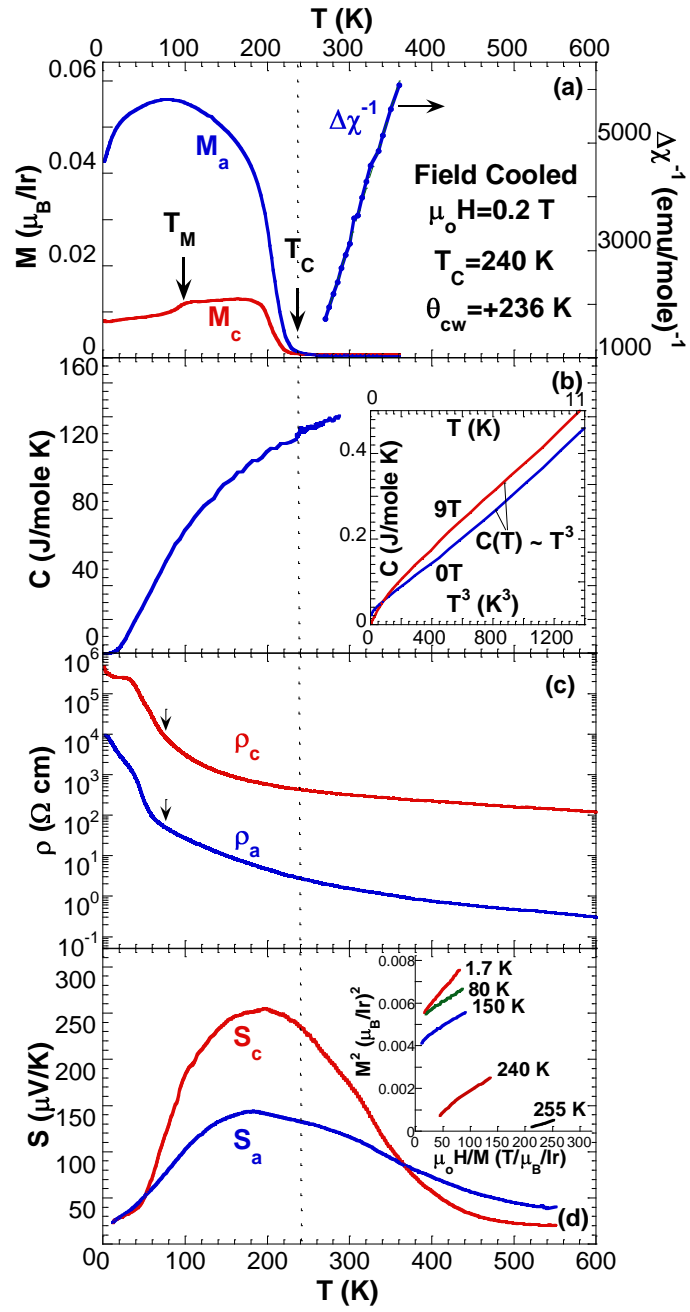 T (K)
0 100 200 300 400 500 600
(a)
0.06
0.04
0.02
0
M (μB/Ir)
Ma
Mc
TM
TC
Δχ-1
Field Cooled
μoH=0.2 T
TC=240 K
θcw=+236 K
5000
3000
1000
Δχ-1 (emu/mole)-1
(b)
160
120
80
40
0
C (J/mole K)
0 11
T (K)
0.4
0.2
0
C (J/mole K)
9T
0T
C(T) ~ T3
T3 (K3)
0 400 800 1200
(c)
106
105
104
103
102
101
100
10-1
ρ (Ω cm)
ρc
ρa
(d)
300
250
200
150
100
50
0
S (μV/K)
Sc
Sa
0.008
0.006
0.004
0.002
0
M2 (μB/Ir)2
1.7 K
80 K
150 K
240 K
255 K
0 50 100 150 200 250 300
μoH/M (T/μB/Ir)
0 100 200 300 400 500 600
T (K)